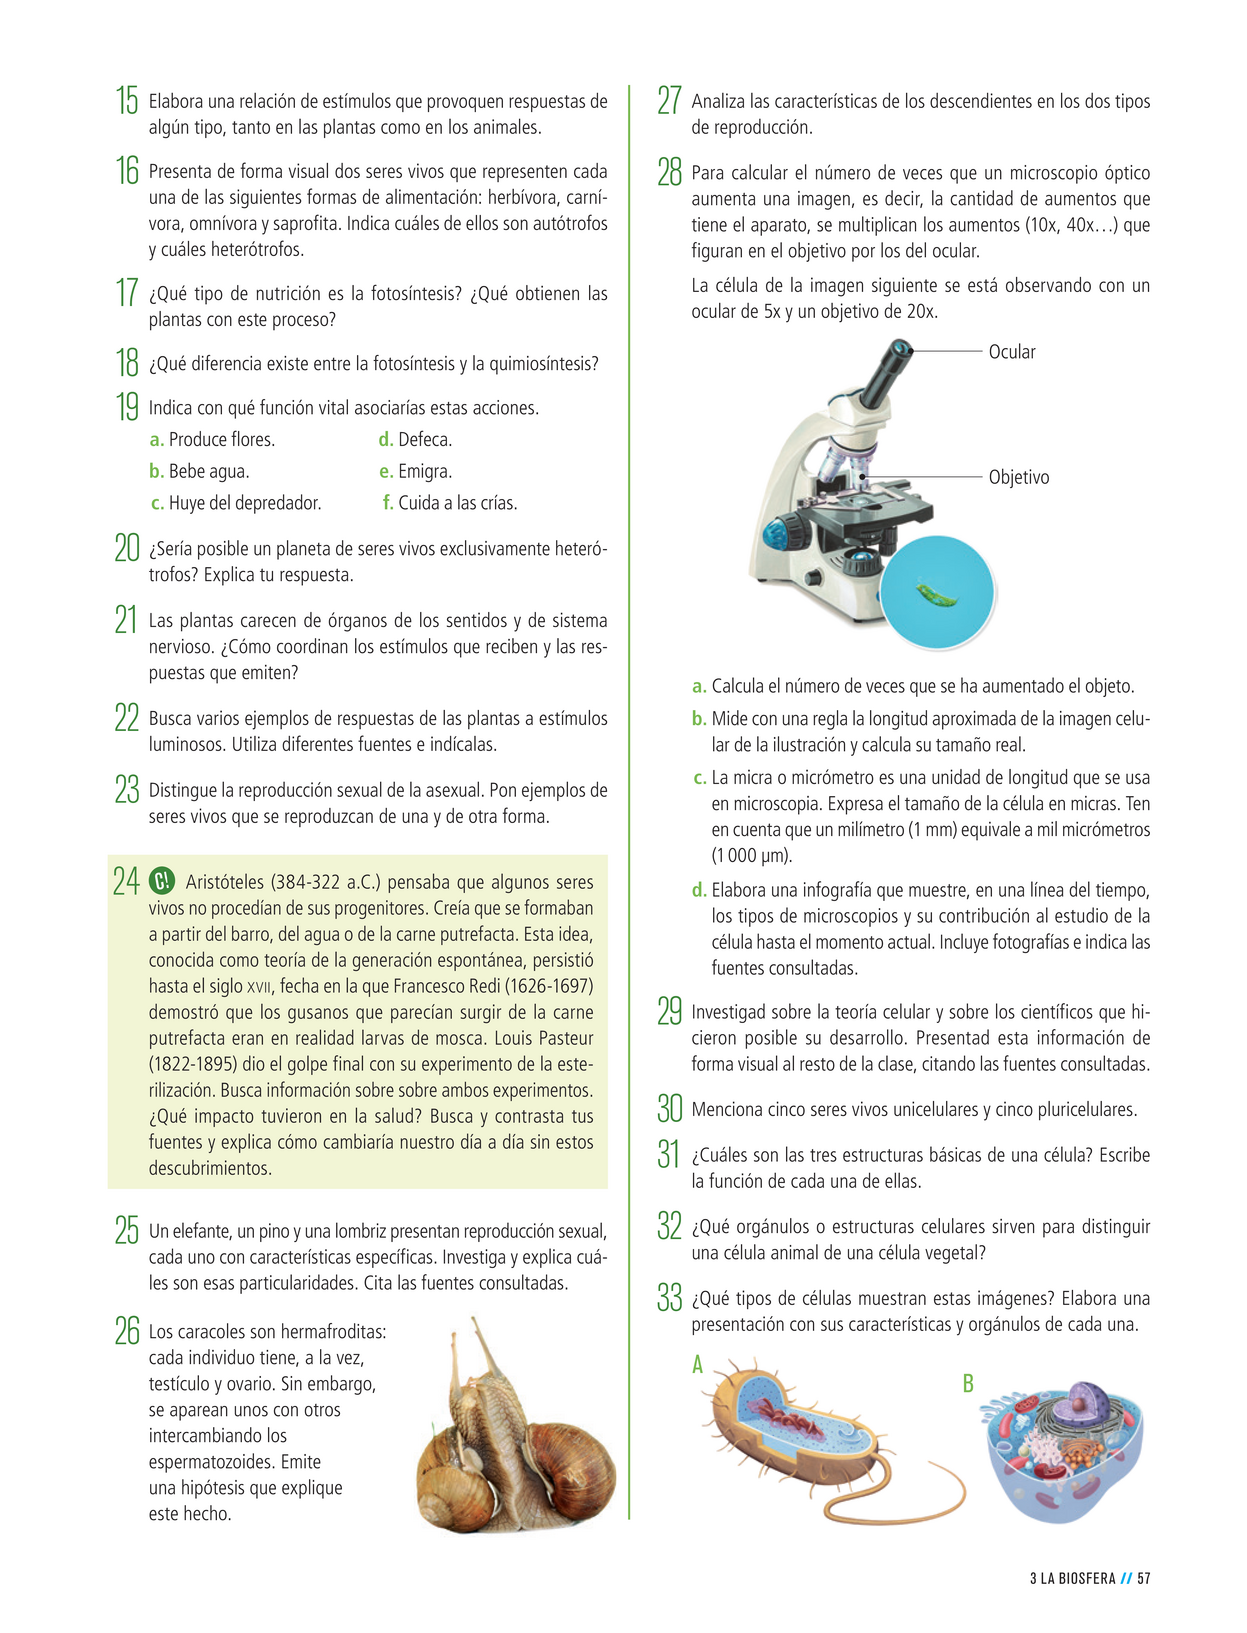 15 Elabora una relación de estímulos que provoquen respuestas de
algún tipo, tanto en las plantas como en los animales.
16 Presenta de forma visual dos seres vivos que representen cada
una de las siguientes formas de alimentación: herbívora, carní-
vora, omnívora y saprofita. Indica cuáles de ellos son autótrofos
y cuáles heterótrofos.
17 ¿Qué tipo de nutrición es la fotosíntesis? ¿Qué obtienen las
plantas con este proceso?
18 ¿Qué diferencia existe entre la fotosíntesis y la quimiosíntesis?
19 Indica con qué función vital asociarías estas acciones.
a. Produce flores.
b. Bebe agua.
c. Huye del depredador.
d. Defeca.
e. Emigra.
f. Cuida a las crías.
20 ¿Sería posible un planeta de seres vivos exclusivamente heteró-
trofos? Explica tu respuesta.
21 Las plantas carecen de órganos de los sentidos y de sistema
nervioso. ¿Cómo coordinan los estímulos que reciben y las res-
puestas que emiten?
22 Busca varios ejemplos de respuestas de las plantas a estímulos
luminosos. Utiliza diferentes fuentes e indícalas.
23 Distingue la reproducción sexual de la asexual. Pon ejemplos de
seres vivos que se reproduzcan de una y de otra forma.
24 C! Aristóteles (384-322 a.C.) pensaba que algunos seres
vivos no procedían de sus progenitores. Creía que se formaban
a partir del barro, del agua o de la carne putrefacta. Esta idea,
conocida como teoría de la generación espontánea, persistió
hasta el siglo XVII, fecha en la que Francesco Redi (1626-1697)
demostró que los gusanos que parecían surgir de la carne
putrefacta eran en realidad larvas de mosca. Louis Pasteur
(1822-1895) dio el golpe final con su experimento de la este-
rilización. Busca información sobre sobre ambos experimentos.
¿Qué impacto tuvieron en la salud? Busca y contrasta tus
fuentes y explica cómo cambiaría nuestro día a día sin estos
descubrimientos.
25 Un elefante, un pino y una lombriz presentan reproducción sexual,
cada uno con características específicas. Investiga y explica cuá-
les son esas particularidades. Cita las fuentes consultadas.
26 Los caracoles son hermafroditas:
cada individuo tiene, a la vez,
testículo y ovario. Sin embargo,
se aparean unos con otros
intercambiando los
espermatozoides. Emite
una hipótesis que explique
este hecho.
27 Analiza las características de los descendientes en los dos tipos
de reproducción.
28 Para calcular el número de veces que un microscopio óptico
aumenta una imagen, es decir, la cantidad de aumentos que
tiene el aparato, se multiplican los aumentos (10x, 40x…) que
figuran en el objetivo por los del ocular.
La célula de la imagen siguiente se está observando con un
ocular de 5x y un objetivo de 20x.
Ocular
Objetivo
a. Calcula el número de veces que se ha aumentado el objeto.
b. Mide con una regla la longitud aproximada de la imagen celu-
lar de la ilustración y calcula su tamaño real.
c. La micra o micrómetro es una unidad de longitud que se usa
en microscopia. Expresa el tamaño de la célula en micras. Ten
en cuenta que un milímetro (1 mm) equivale a mil micrómetros
(1 000 µm).
d. Elabora una infografía que muestre, en una línea del tiempo,
los tipos de microscopios y su contribución al estudio de la
célula hasta el momento actual. Incluye fotografías e indica las
fuentes consultadas.
29 Investigad sobre la teoría celular y sobre los científicos que hi-
cieron posible su desarrollo. Presentad esta información de
forma visual al resto de la clase, citando las fuentes consultadas.
30 Menciona cinco seres vivos unicelulares y cinco pluricelulares.
31 ¿Cuáles son las tres estructuras básicas de una célula? Escribe
la función de cada una de ellas.
32 ¿Qué orgánulos o estructuras celulares sirven para distinguir
una célula animal de una célula vegetal?
33 ¿Qué tipos de células muestran estas imágenes? Elabora una
presentación con sus características y orgánulos de cada una.
A
B
3 LA BIOSFERA // 57